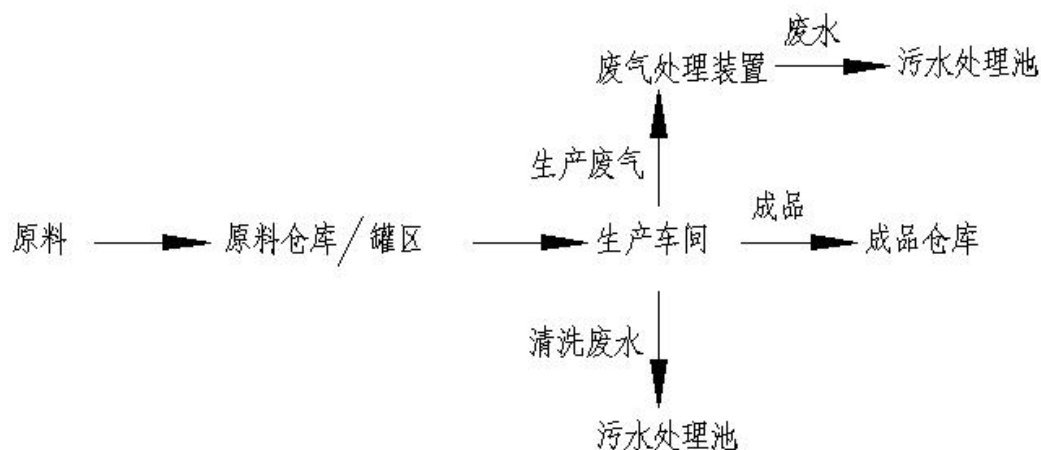 废水
废气处理装置
污水处理池
生产废气
成品
原料
原料仓库/罐区
生产车间
成品仓库
清洗废水
污水处理池